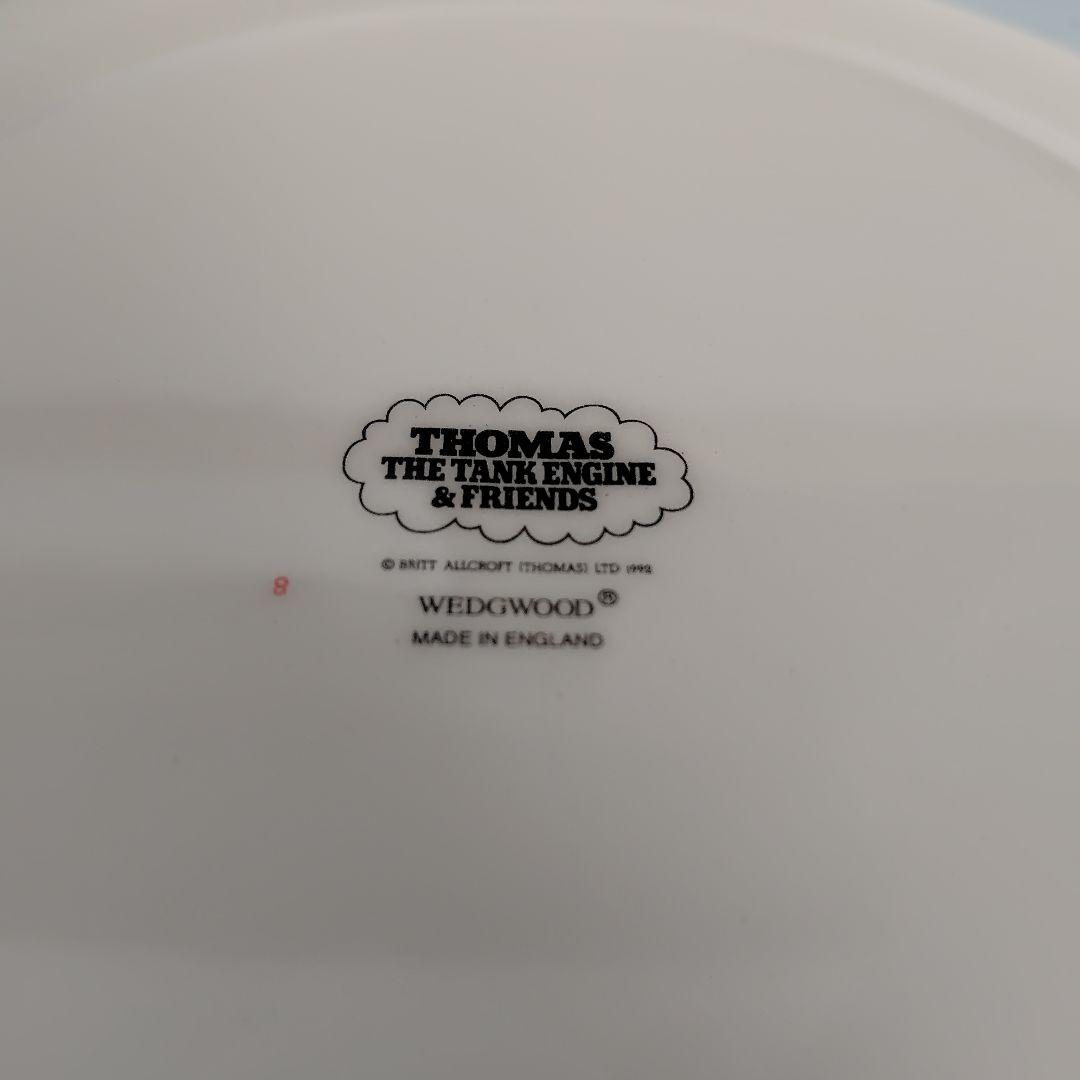 THOMAS
THE TANK ENGINE
& FRIENDS
© BRITT ALLCROFT (THOMAS) LTD 1992
8
WEDGWOOD®
MADE IN ENGLAND